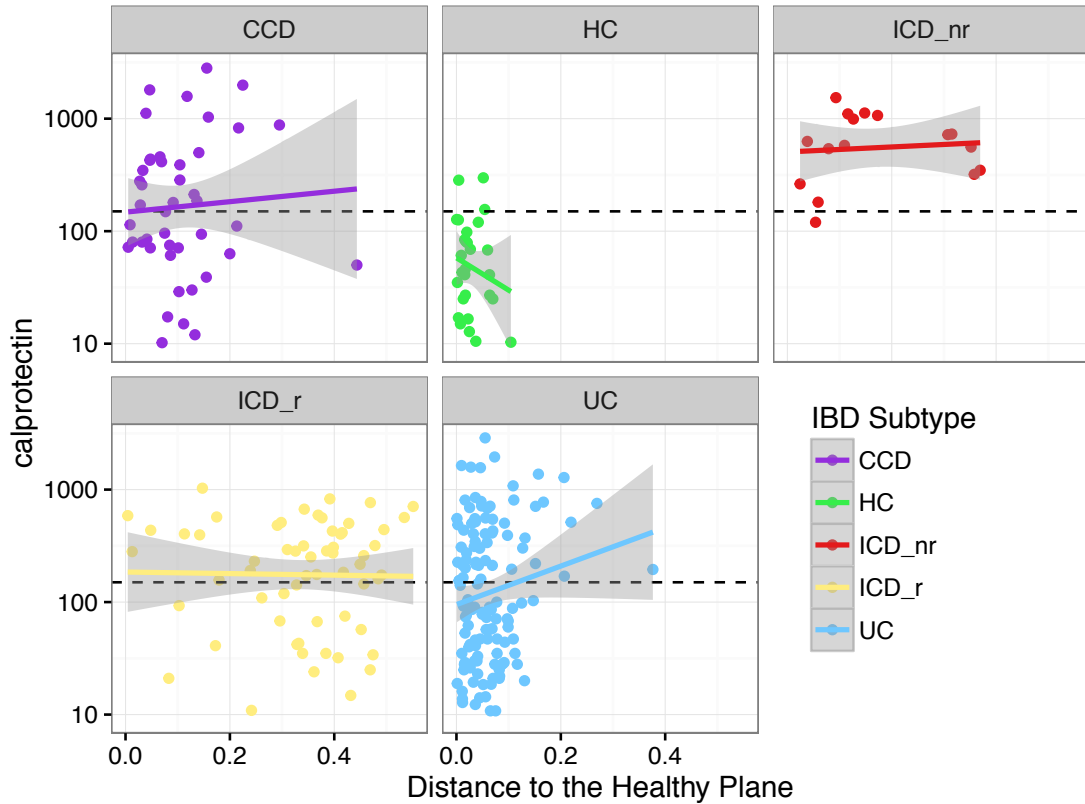 CCD
HC
ICD_nr
1000
100
10
calprotectin
ICD_r
UC
1000
100
10
0.0
0.2
0.4
0.0
0.2
0.4
Distance to the Healthy Plane
IBD Subtype
CCD
HC
ICD_nr
ICD_r
UC